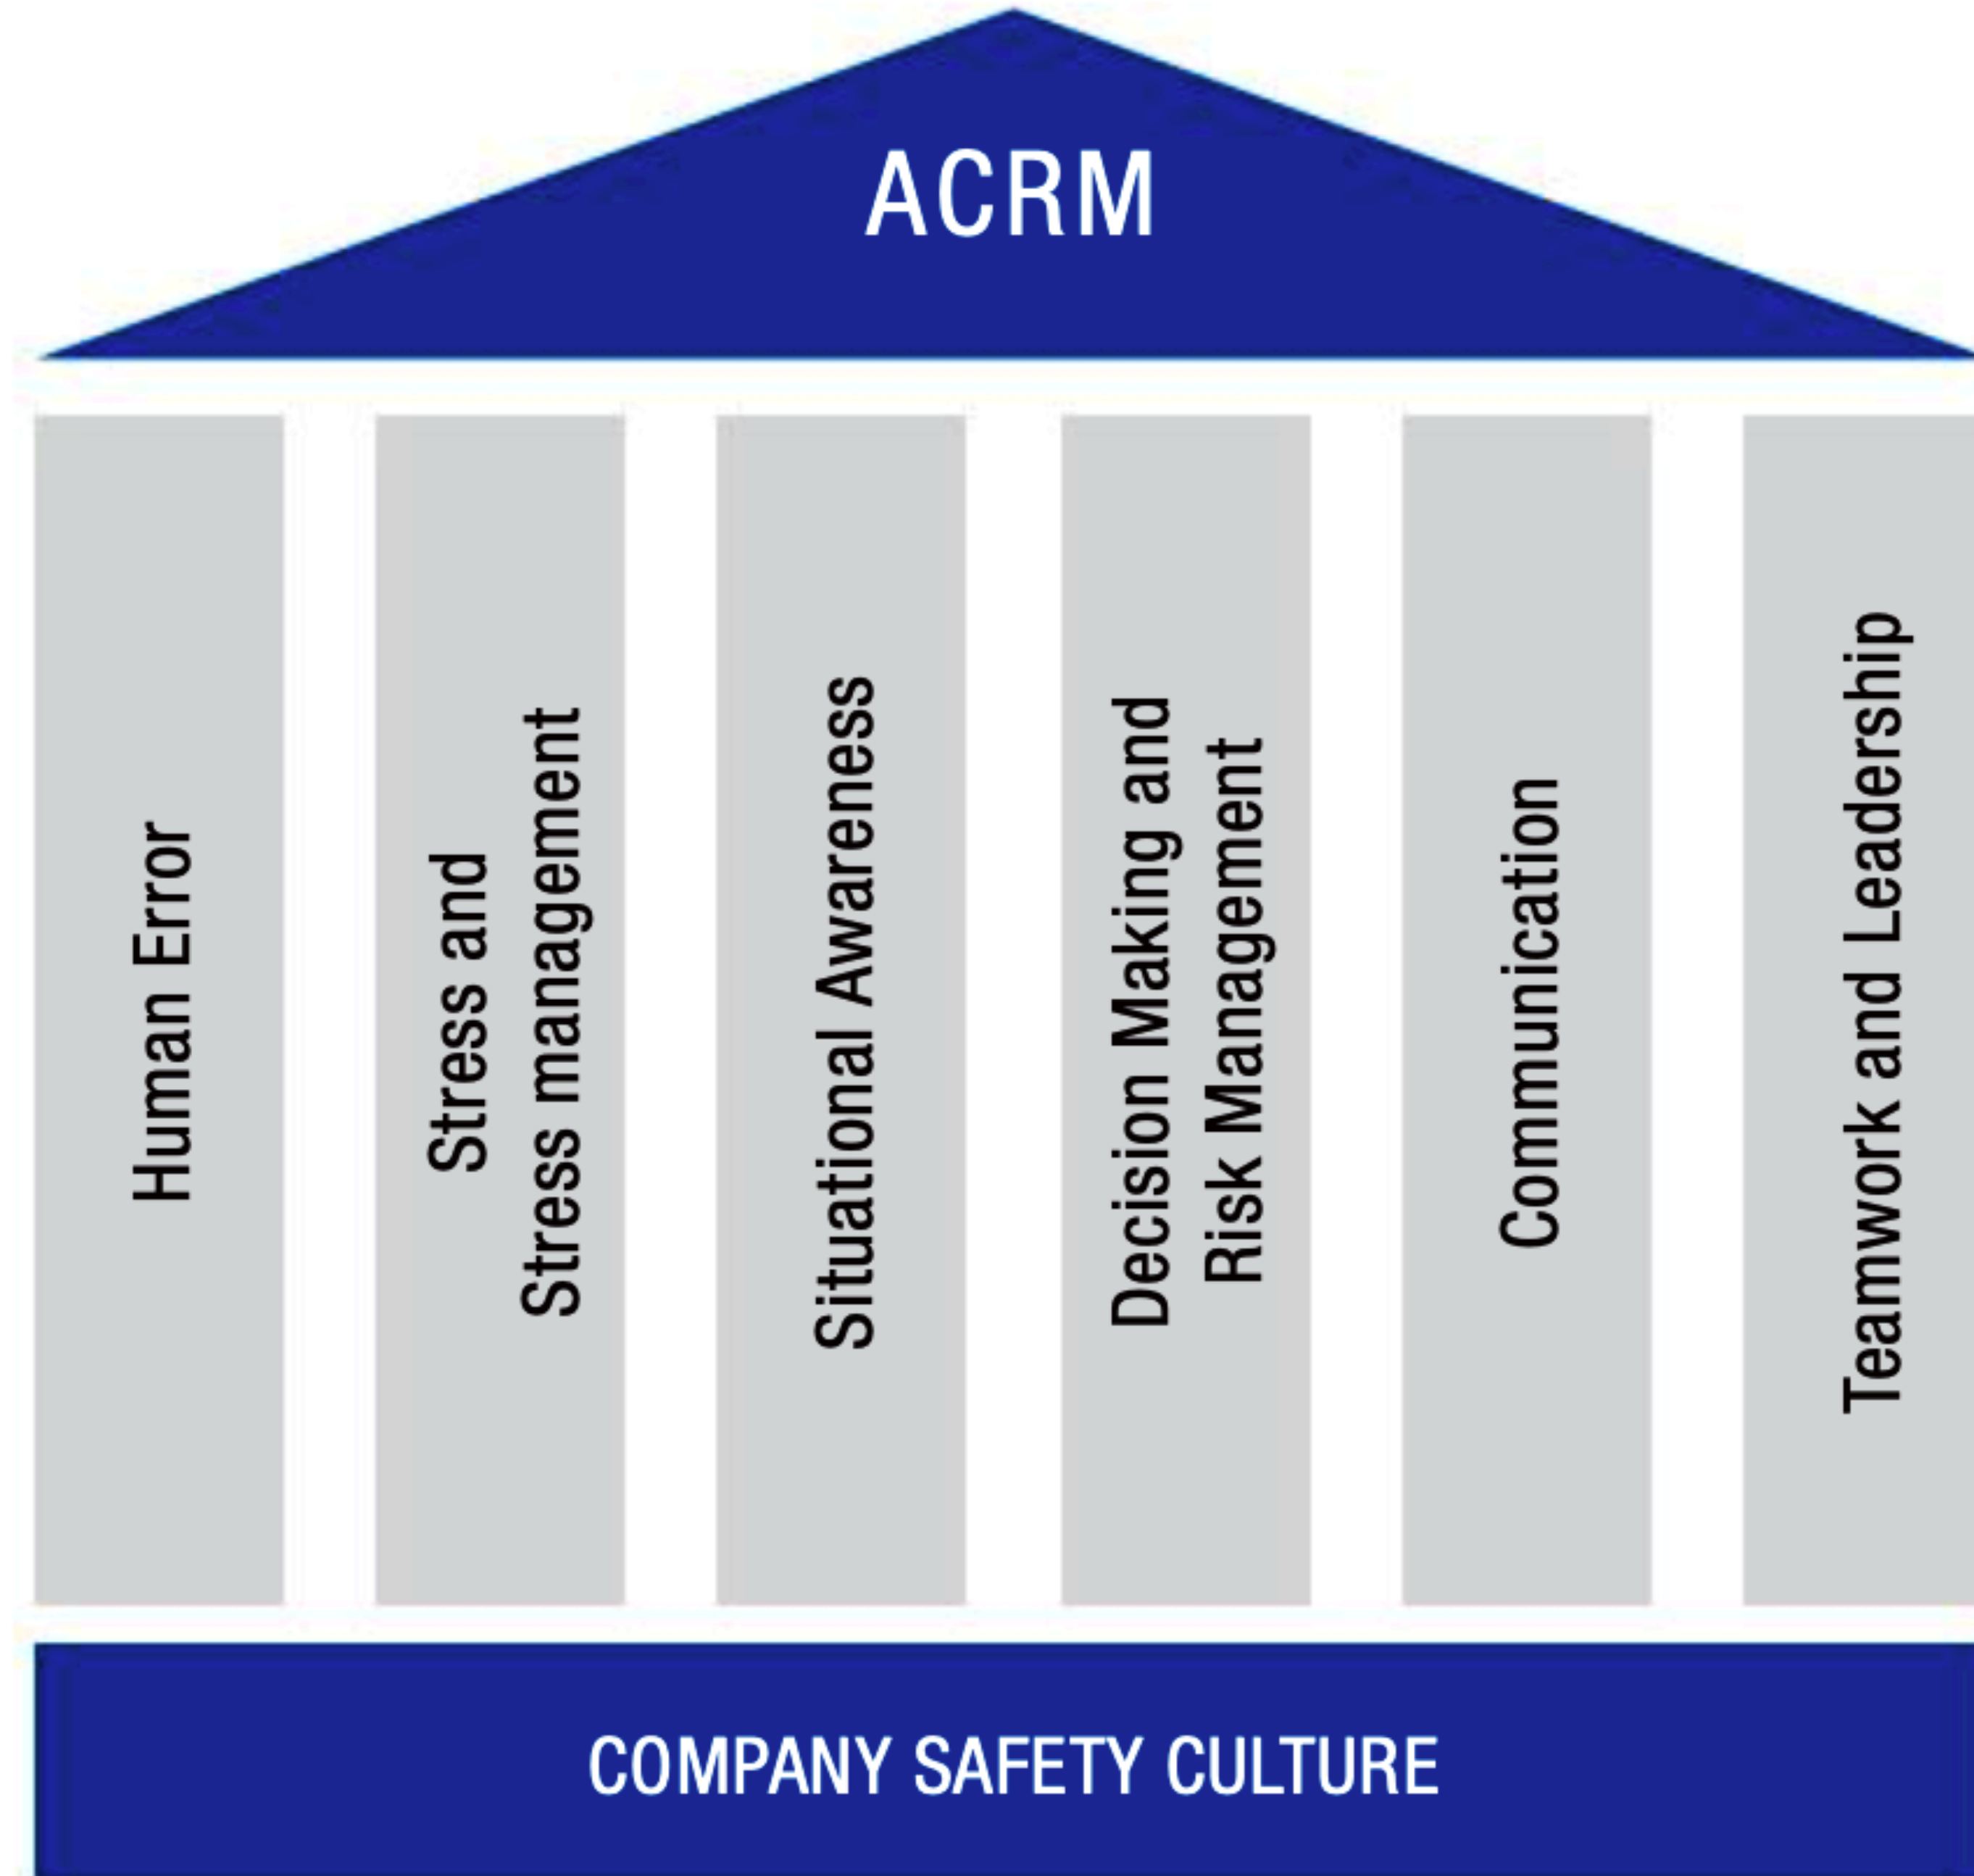 ACRM
Human Error
Stress and
Stress management
Situational Awareness
Decision Making and
Risk Management
Communication
Teamwork and Leadership
COMPANY SAFETY CULTURE